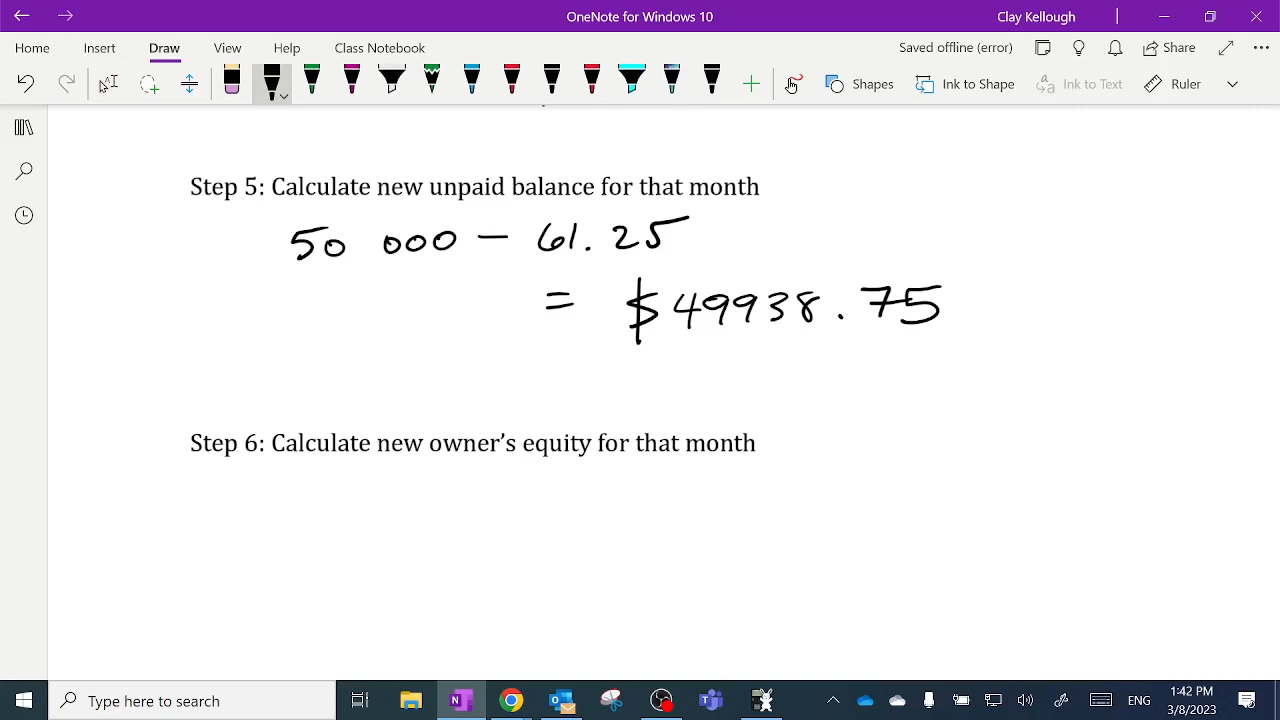 OneNote for Windows 10
Clay Kellough
Home Insert Draw View Help Class Notebook
Saved offline (error)
Share
Shapes
Ink to Shape
Ink to Text
Ruler
Step 5: Calculate new unpaid balance for that month
50 000 - 61.25
= $49938.75
Step 6: Calculate new owner's equity for that month
Type here to search
ENG
1:42 PM
3/8/2023